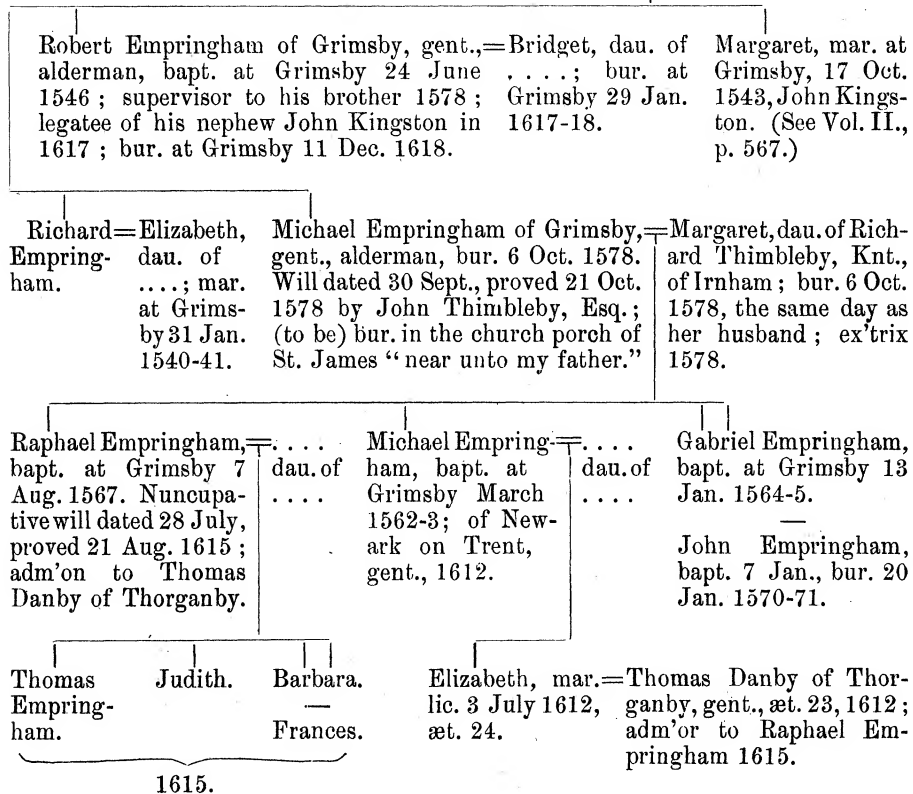 Robert Empringham of Grimsby, gent.,=
alderman, bapt. at Grimsby 24 June
1546 ; supervisor to his brother 1578 ;
legatee of his nephew John Kingston in
1617 ; bur. at Grimsby 11 Dec. 1618.
Bridget, dau. of
. . . . ; bur. at
Grimsby 29 Jan.
1617-18.
Margaret, mar. at
Grimsby, 17 Oct.
1543, John Kings-
ton. (See Vol. II.,
p. 567.)
Richard=
Empring-
ham.
Elizabeth,
dau. of
. . . . ; mar.
at Grims-
by 31 Jan.
1540-41.
Michael Empringham of Grimsby,=
gent., alderman, bur. 6 Oct. 1578.
Will dated 30 Sept., proved 21 Oct.
1578 by John Thimbleby, Esq. ;
(to be) bur. in the church porch of
St. James “ near unto my father.”
Margaret, dau. of Rich-
ard Thimbleby, Knt.,
of Irnham ; bur. 6 Oct.
1578, the same day as
her husband ; ex'trix
1578.
Raphael Empringham,=
bapt. at Grimsby 7
Aug. 1567. Nuncupa-
tive will dated 28 July,
proved 21 Aug. 1615 ;
adm'on to Thomas
Danby of Thorganby.
. . . .
dau. of
. . . .
Michael Empring-=
ham, bapt. at
Grimsby March
1562-3; of New-
ark on Trent,
gent., 1612.
. . . .
dau. of
. . . .
Gabriel Empringham,
bapt. at Grimsby 13
Jan. 1564-5.
—
John Empringham,
bapt. 7 Jan., bur. 20
Jan. 1570-71.
Thomas
Empring-
ham.
Judith.
Barbara.
—
Frances.
1615.
Elizabeth, mar.=
lic. 3 July 1612,
æt. 24.
Thomas Danby of Thor-
ganby, gent., æt. 23, 1612 ;
adm'or to Raphael Em-
pringham 1615.